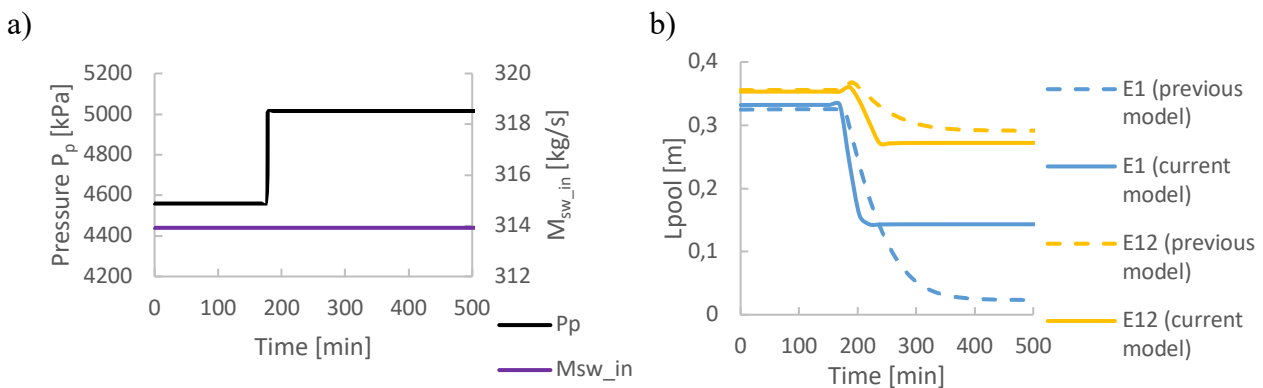 a)
5200
5000
4800
4600
4400
4200
Pressure Pp [kPa]
320
318
316
314
312
Msw_in [kg/s]
0 100 200 300 400 500
Time [min]
Pp
Msw_in
b)
0,4
0,3
0,2
0,1
0
Lpool [m]
0 100 200 300 400 500
Time [min]
E1 (previous
model)
E1 (current
model)
E12 (previous
model)
E12 (current
model)